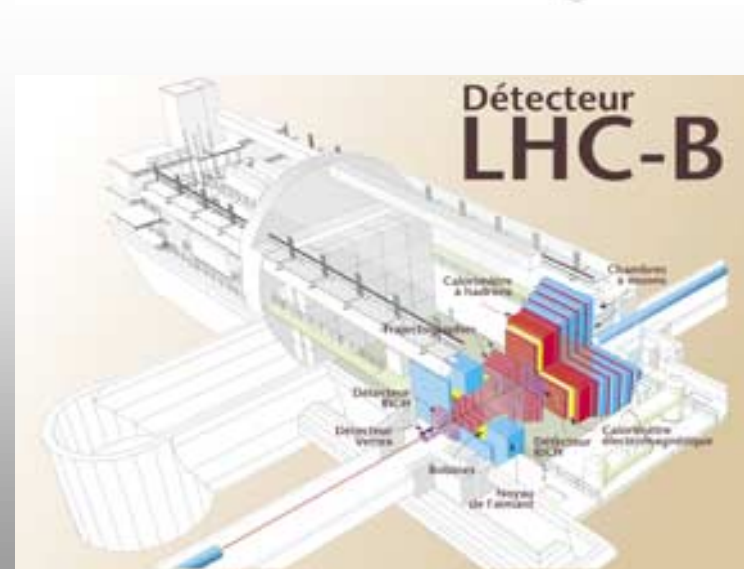 Détecteur
LHC-B
Chambres
à muons
Calorimètre
à hadrons
Trajectographes
Détecteur
RICH
Détecteur
Vertex
Bobines
Noyau
de l'aimant
Détecteur
RICH
Calorimètre
électromagnétique